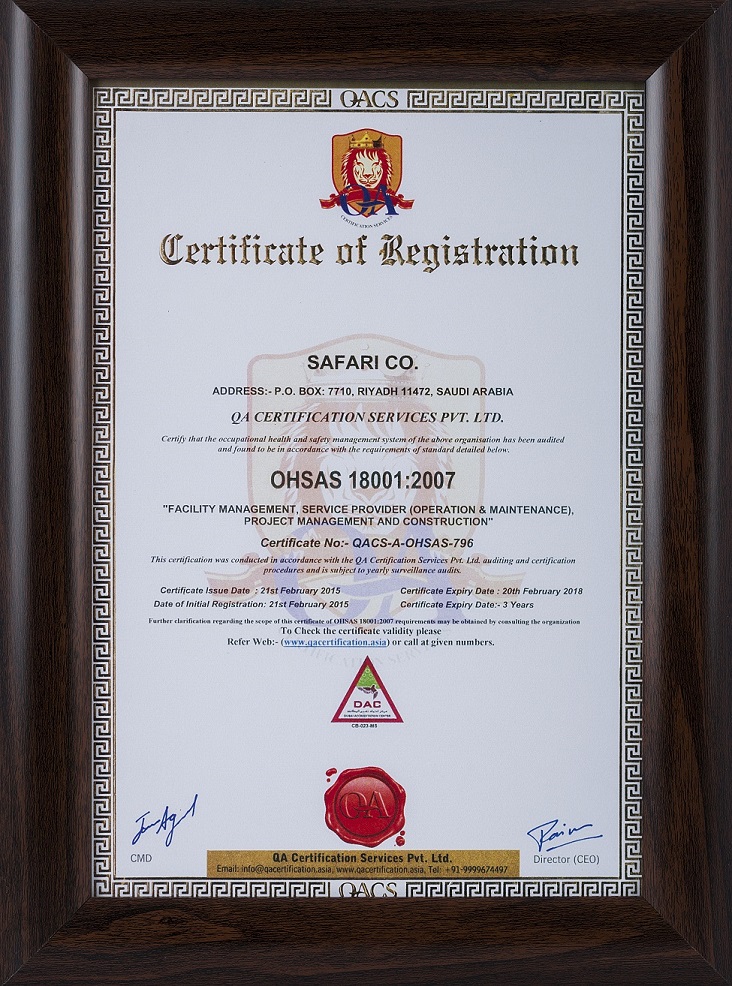 QACS
QA
CERTIFICATION SERVICES
Certificate of Registration
SAFARI CO.
ADDRESS:- P.O. BOX: 7710, RIYADH 11472, SAUDI ARABIA
QA CERTIFICATION SERVICES PVT. LTD.
Certify that the occupational health and safety management system of the above organisation has been audited
and found to be in accordance with the requirements of standard detailed below.
OHSAS 18001:2007
"FACILITY MANAGEMENT, SERVICE PROVIDER (OPERATION & MAINTENANCE),
PROJECT MANAGEMENT AND CONSTRUCTION"
Certificate No:- QACS-A-OHSAS-796
This certification was conducted in accordance with the QA Certification Services Pvt. Ltd. auditing and certification
procedures and is subject to yearly surveillance audits.
Certificate Issue Date : 21st February 2015 Certificate Expiry Date : 20th February 2018
Date of Initial Registration: 21st February 2015 Certificate Expiry Date:- 3 Years
Further clarification regarding the scope of this certificate of OHSAS 18001:2007 requirements may be obtained by consulting the organization
To Check the certificate validity please
Refer Web:- (www.qacertification.asia) or call at given numbers.
DAC
CB-023-MS
QA
CMD Director (CEO)
QA Certification Services Pvt. Ltd.
Email: info@qacertification.asia, www.qacertification.asia, Tel: +91-9999674497
QACS